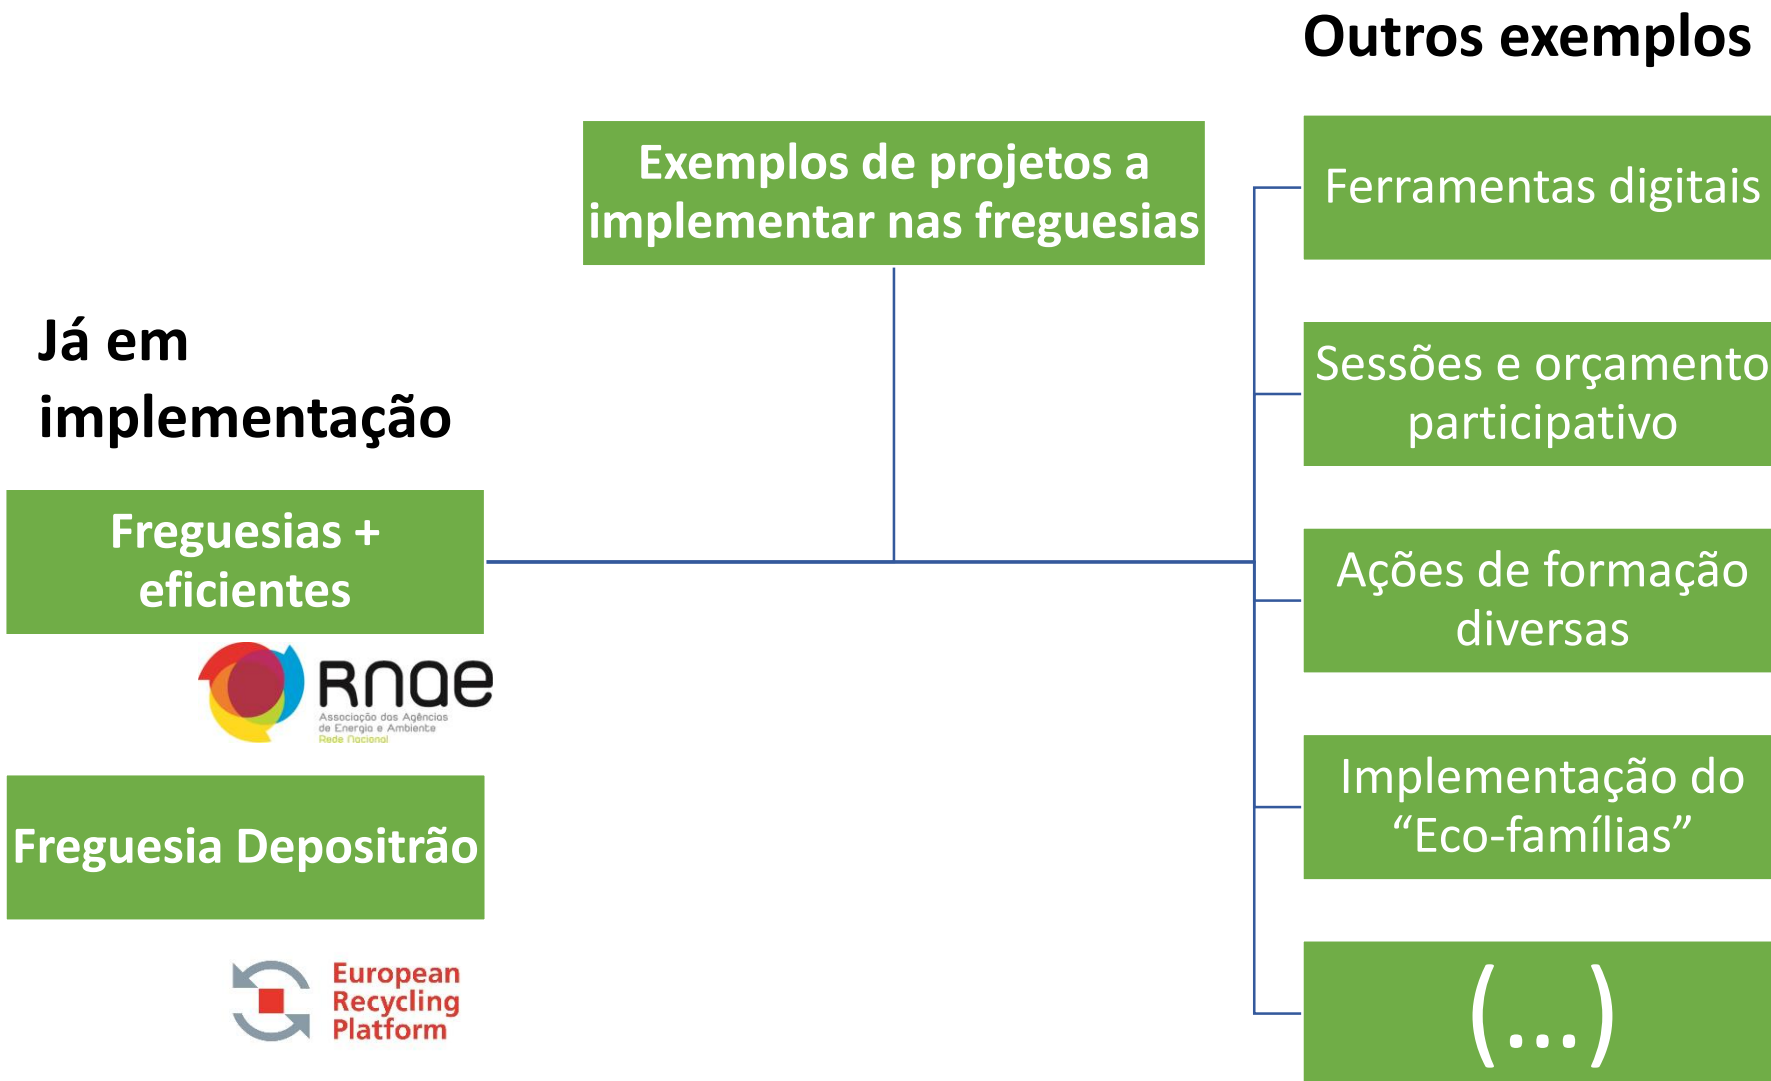 Outros exemplos
Exemplos de projetos a
implementar nas freguesias
Já em
implementação
Freguesias +
eficientes
RNAE
Associação das Agências
de Energia e Ambiente
Rede Nacional
Freguesia Depositrão
European
Recycling
Platform
Ferramentas digitais
Sessões e orçamento
participativo
Ações de formação
diversas
Implementação do
“Eco-famílias”
(...)